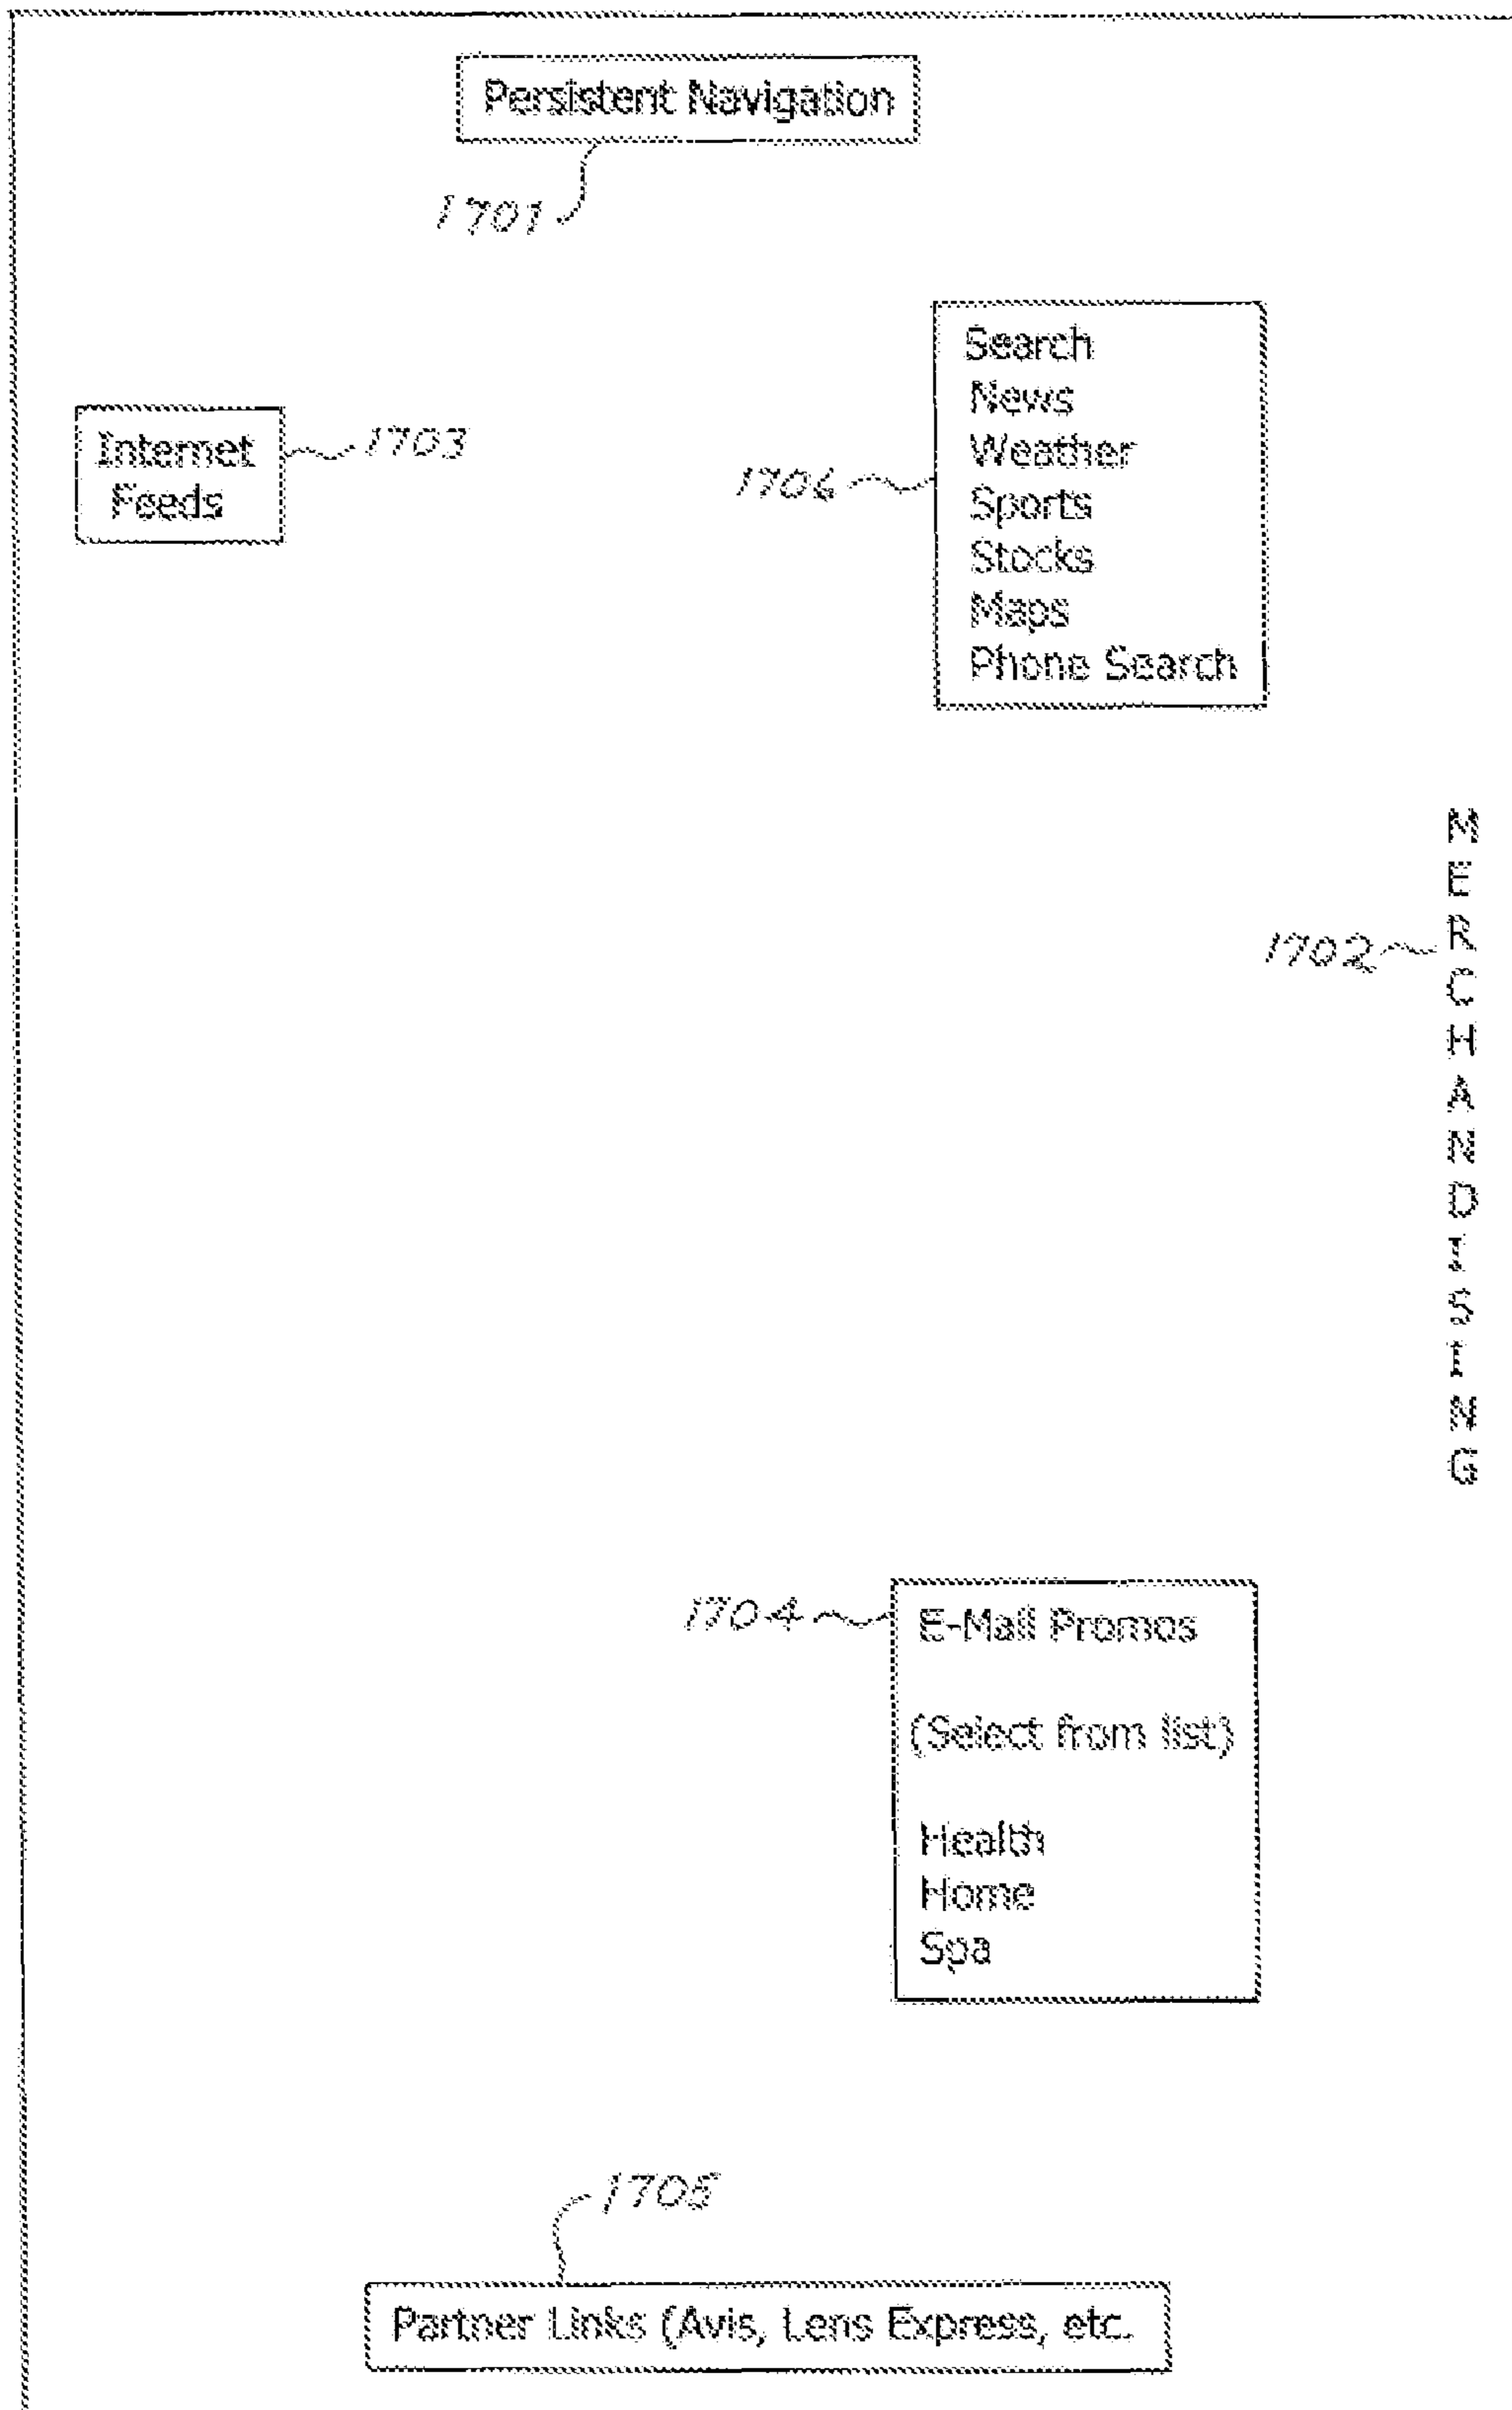 Persistent Navigation
1701
Search
News
Internet
1703
Weather
1706
Feeds
Sports
Stocks
Maps
Phone Search
MERCHANDISING
1702
1704
E-Mail Promos
(Select from list)
Health
Home
Spa
1705
Partner Links (Avis, Lens Express, etc.